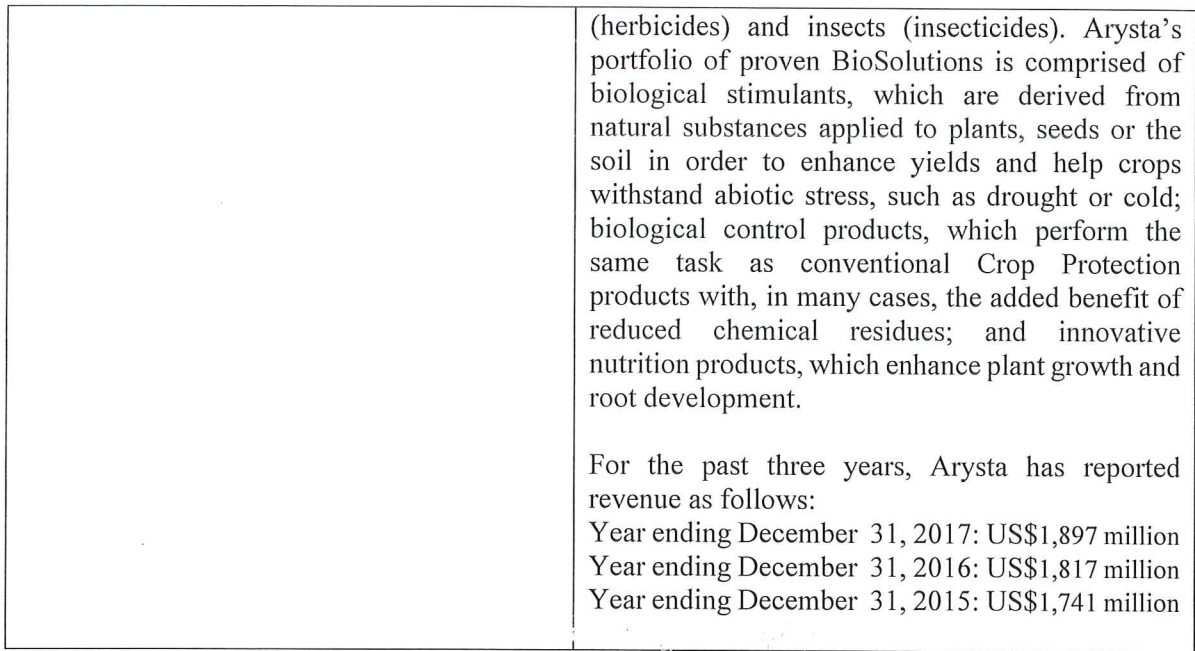 (herbicides) and insects (insecticides). Arysta's
portfolio of proven BioSolutions is comprised of
biological stimulants, which are derived from
natural substances applied to plants, seeds or the
soil in order to enhance yields and help crops
withstand abiotic stress, such as drought or cold;
biological control products, which perform the
same task as conventional Crop Protection
products with, in many cases, the added benefit of
reduced chemical residues; and innovative
nutrition products, which enhance plant growth and
root development.
For the past three years, Arysta has reported
revenue as follows:
Year ending December 31, 2017: US$1,897 million
Year ending December 31, 2016: US$1,817 million
Year ending December 31, 2015: US$1,741 million